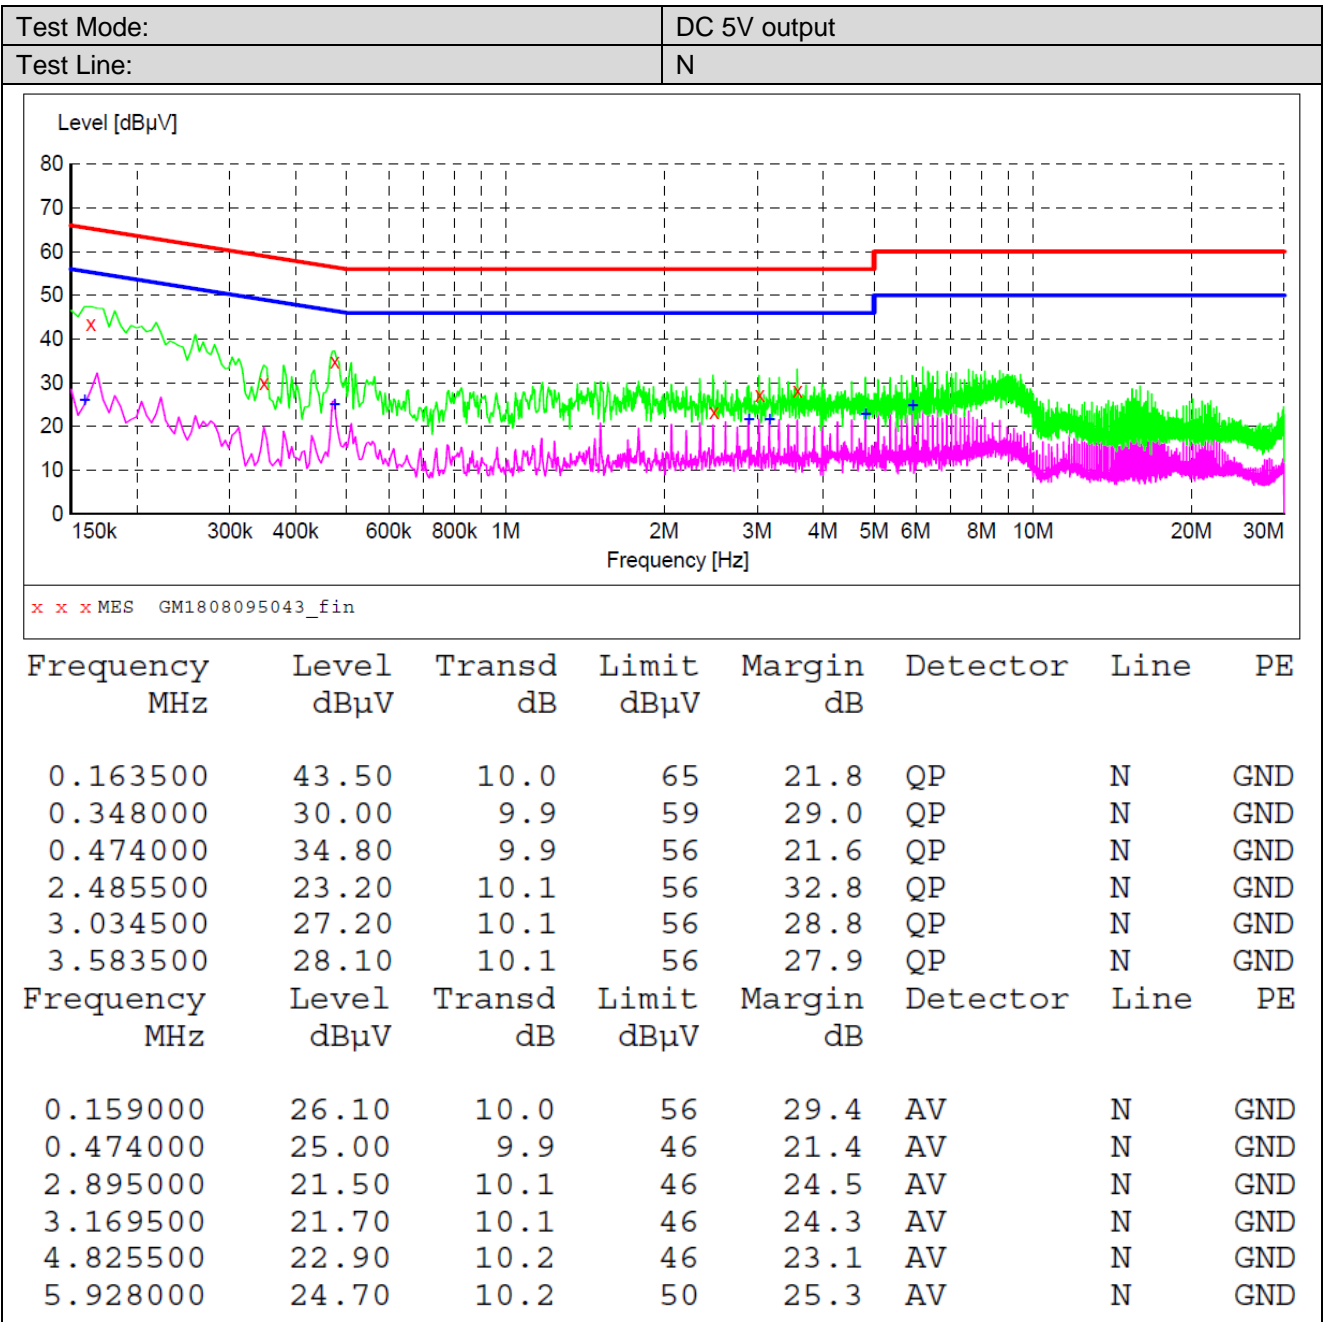 Test Mode: DC 5V output
Test Line: N
Level [dBµV]
80
70
60
50
40
30
20
10
0
150k 300k 400k 600k 800k 1M 2M 3M 4M 5M 6M 8M 10M 20M 30M
Frequency [Hz]
x x x MES GM1808095043_fin
Frequency Level Transd Limit Margin Detector Line PE
MHz dBµV dB dBµV dB
0.163500 43.50 10.0 65 21.8 QP N GND
0.348000 30.00 9.9 59 29.0 QP N GND
0.474000 34.80 9.9 56 21.6 QP N GND
2.485500 23.20 10.1 56 32.8 QP N GND
3.034500 27.20 10.1 56 28.8 QP N GND
3.583500 28.10 10.1 56 27.9 QP N GND
Frequency Level Transd Limit Margin Detector Line PE
MHz dBµV dB dBµV dB
0.159000 26.10 10.0 56 29.4 AV N GND
0.474000 25.00 9.9 46 21.4 AV N GND
2.895000 21.50 10.1 46 24.5 AV N GND
3.169500 21.70 10.1 46 24.3 AV N GND
4.825500 22.90 10.2 46 23.1 AV N GND
5.928000 24.70 10.2 50 25.3 AV N GND